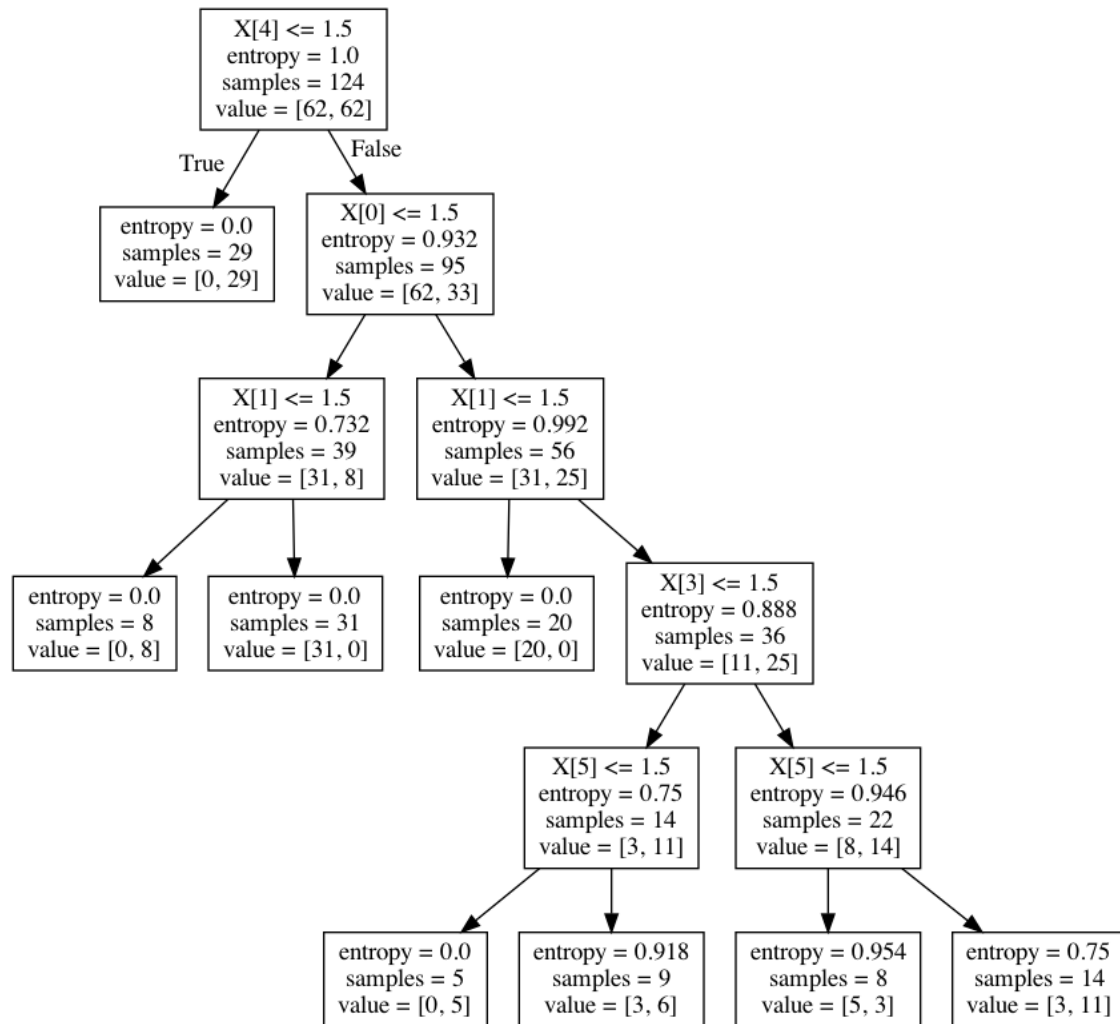 X[4] <= 1.5
entropy = 1.0
samples = 124
value = [62, 62]
True
False
entropy = 0.0
samples = 29
value = [0, 29]
X[0] <= 1.5
entropy = 0.932
samples = 95
value = [62, 33]
X[1] <= 1.5
entropy = 0.732
samples = 39
value = [31, 8]
X[1] <= 1.5
entropy = 0.992
samples = 56
value = [31, 25]
entropy = 0.0
samples = 8
value = [0, 8]
entropy = 0.0
samples = 31
value = [31, 0]
entropy = 0.0
samples = 20
value = [20, 0]
X[3] <= 1.5
entropy = 0.888
samples = 36
value = [11, 25]
X[5] <= 1.5
entropy = 0.75
samples = 14
value = [3, 11]
X[5] <= 1.5
entropy = 0.946
samples = 22
value = [8, 14]
entropy = 0.0
samples = 5
value = [0, 5]
entropy = 0.918
samples = 9
value = [3, 6]
entropy = 0.954
samples = 8
value = [5, 3]
entropy = 0.75
samples = 14
value = [3, 11]